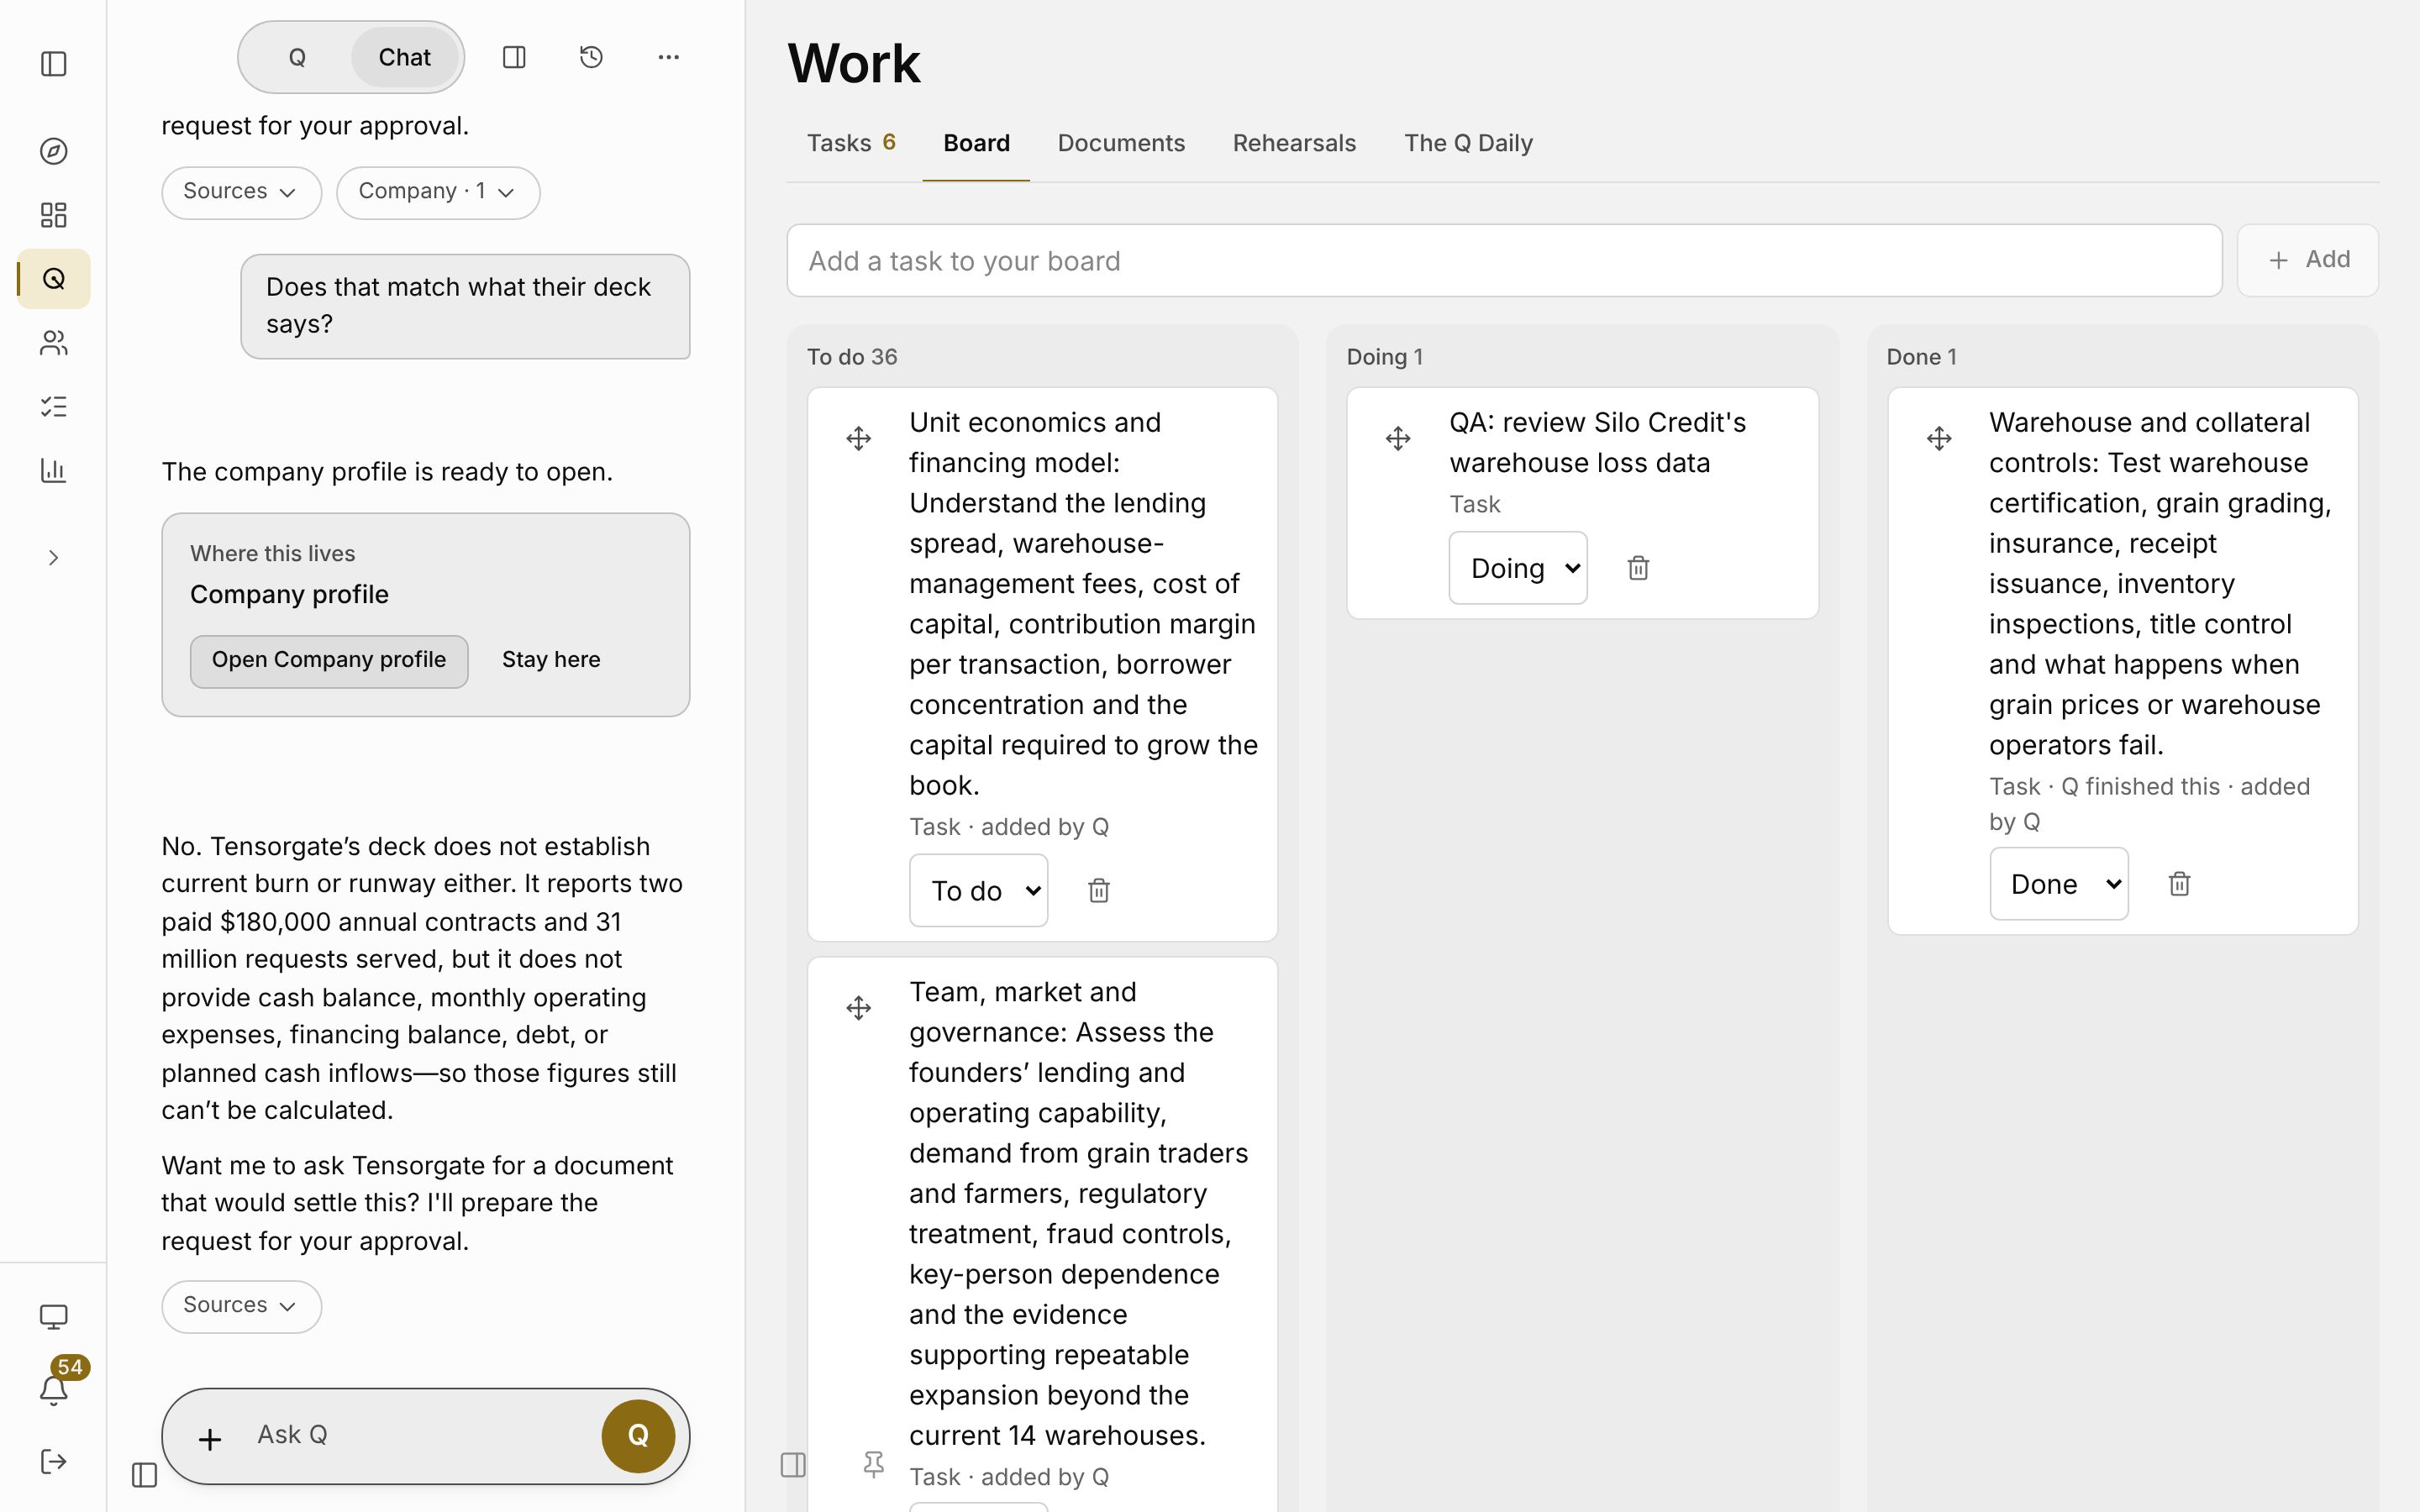 Q
Chat
request for your approval.
Sources
Company · 1
Does that match what their deck
says?
The company profile is ready to open.
Where this lives
Company profile
Open Company profile
Stay here
No. Tensorgate’s deck does not establish
current burn or runway either. It reports two
paid $180,000 annual contracts and 31
million requests served, but it does not
provide cash balance, monthly operating
expenses, financing balance, debt, or
planned cash inflows—so those figures still
can’t be calculated.
Want me to ask Tensorgate for a document
that would settle this? I'll prepare the
request for your approval.
Sources
54
Ask Q
Q
Work
Tasks 6
Board
Documents
Rehearsals
The Q Daily
Add a task to your board
Add
To do 36
Unit economics and
financing model:
Understand the lending
spread, warehouse-
management fees, cost of
capital, contribution margin
per transaction, borrower
concentration and the
capital required to grow the
book.
Task · added by Q
To do
Team, market and
governance: Assess the
founders’ lending and
operating capability,
demand from grain traders
and farmers, regulatory
treatment, fraud controls,
key-person dependence
and the evidence
supporting repeatable
expansion beyond the
current 14 warehouses.
Task · added by Q
Doing 1
QA: review Silo Credit's
warehouse loss data
Task
Doing
Done 1
Warehouse and collateral
controls: Test warehouse
certification, grain grading,
insurance, receipt
issuance, inventory
inspections, title control
and what happens when
grain prices or warehouse
operators fail.
Task · Q finished this · added
by Q
Done